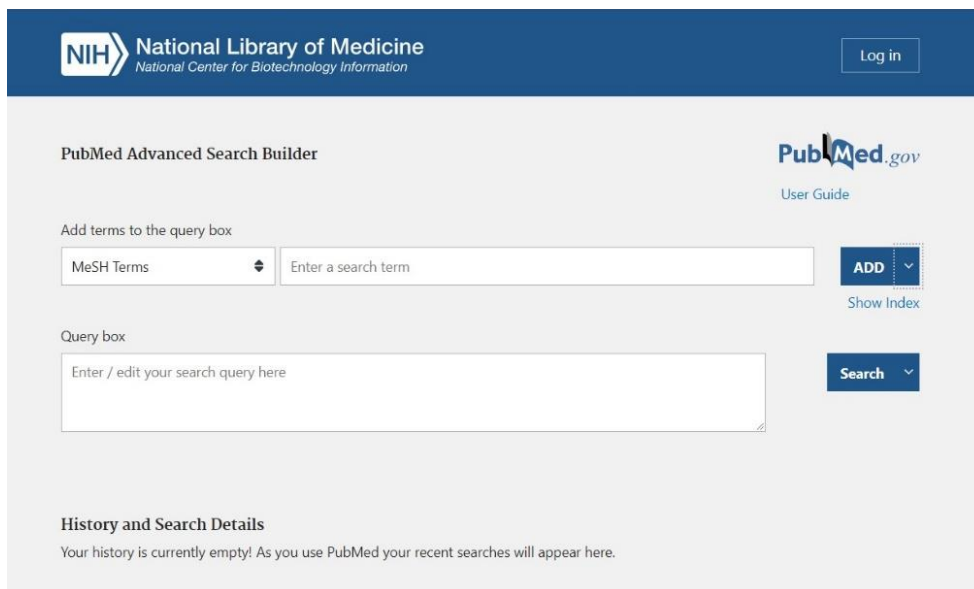 NIH
National Library of Medicine
National Center for Biotechnology Information
Log in
PubMed Advanced Search Builder
PubMed.gov
User Guide
Add terms to the query box
MeSH Terms
Enter a search term
ADD
Show Index
Query box
Enter / edit your search query here
Search
History and Search Details
Your history is currently empty! As you use PubMed your recent searches will appear here.